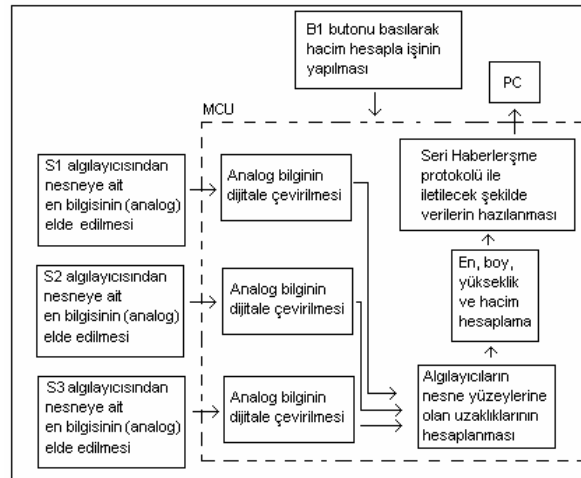 B1 butonu basılarak
hacim hesapla işinin
yapılması
PC
MCU
S1 algılayıcısından
nesneye ait
en bilgisinin (analog)
elde edilmesi
Analog bilginin
dijitale çevirilmesi
Seri Haberlerşme
protokolü ile
iletilecek şekilde
verilerin hazılanması
S2 algılayıcısından
nesneye ait
en bilgisinin (analog)
elde edilmesi
Analog bilginin
dijitale çevirilmesi
En, boy,
yükseklik
ve hacim
hesaplama
S3 algılayıcısından
nesneye ait
en bilgisinin (analog)
elde edilmesi
Analog bilginin
dijitale çevirilmesi
Algılayıcıların
nesne yüzeylerine
olan uzaklıklarının
hesaplanması